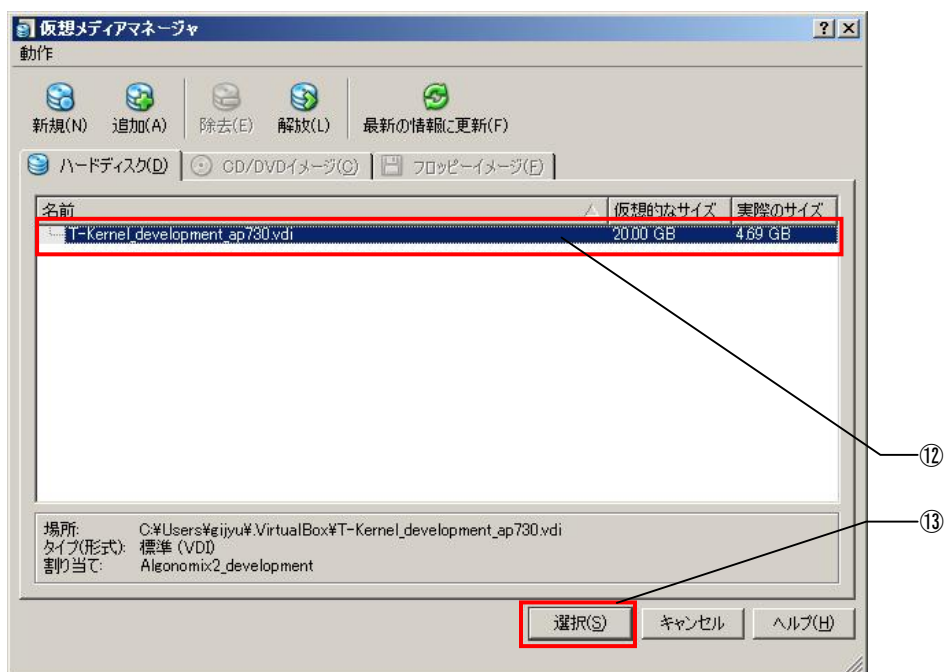 仮想メディアマネージャ
動作
新規(N) 追加(A) 除去(E) 解放(L) 最新の情報に更新(F)
ハードディスク(D) CD/DVDイメージ(C) フロッピーイメージ(F)
名前 仮想的なサイズ 実際のサイズ
T-Kernel_development_ap730.vdi 20.00 GB 4.69 GB
⑫
⑬
場所: C:¥Users¥gijyu¥.VirtualBox¥T-Kernel_development_ap730.vdi
タイプ(形式): 標準 (VDI)
割り当て: Algonomix2_development
選択(S) キャンセル ヘルプ(H)